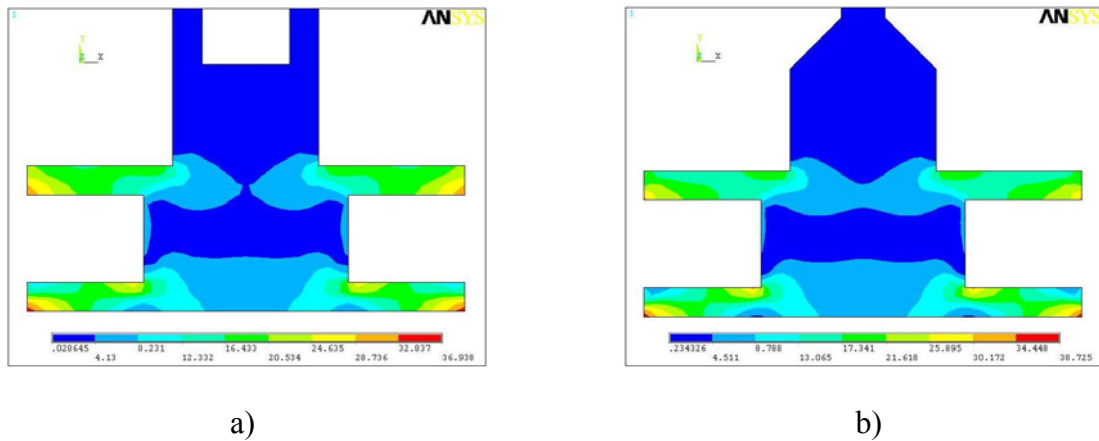 1
ANSYS
Y
Z X
.028645 8.231 16.433 24.635 32.837
4.13 12.332 20.534 28.736 36.938
a)
1
ANSYS
Y
Z X
.234326 8.788 17.341 25.895 34.448
4.511 13.065 21.618 30.172 38.725
b)